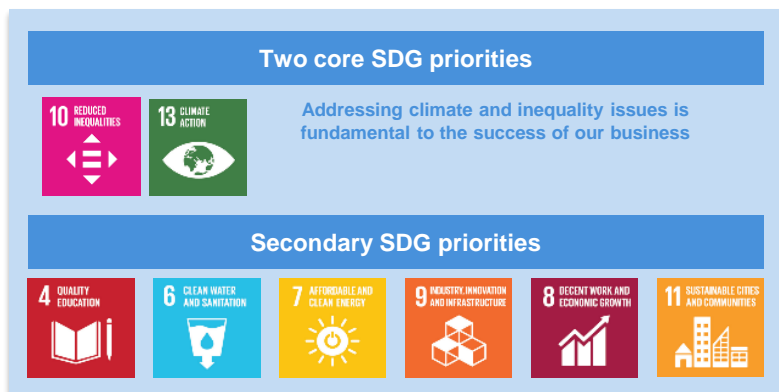 Two core SDG priorities
10 REDUCED
INEQUALITIES
13 CLIMATE
ACTION
Addressing climate and inequality issues is
fundamental to the success of our business
Secondary SDG priorities
4 QUALITY
EDUCATION
6 CLEAN WATER
AND SANITATION
7 AFFORDABLE AND
CLEAN ENERGY
9 INDUSTRY, INNOVATION
AND INFRASTRUCTURE
8 DECENT WORK AND
ECONOMIC GROWTH
11 SUSTAINABLE CITIES
AND COMMUNITIES